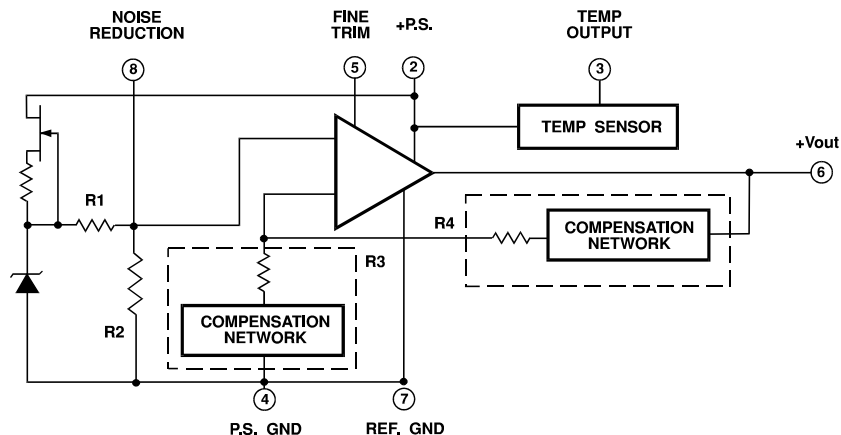 NOISE
REDUCTION
FINE
TRIM
+P.S.
TEMP
OUTPUT
8
5
2
3
TEMP SENSOR
+Vout
6
R1
R4
COMPENSATION
NETWORK
R3
R2
COMPENSATION
NETWORK
4
7
P.S. GND
REF. GND